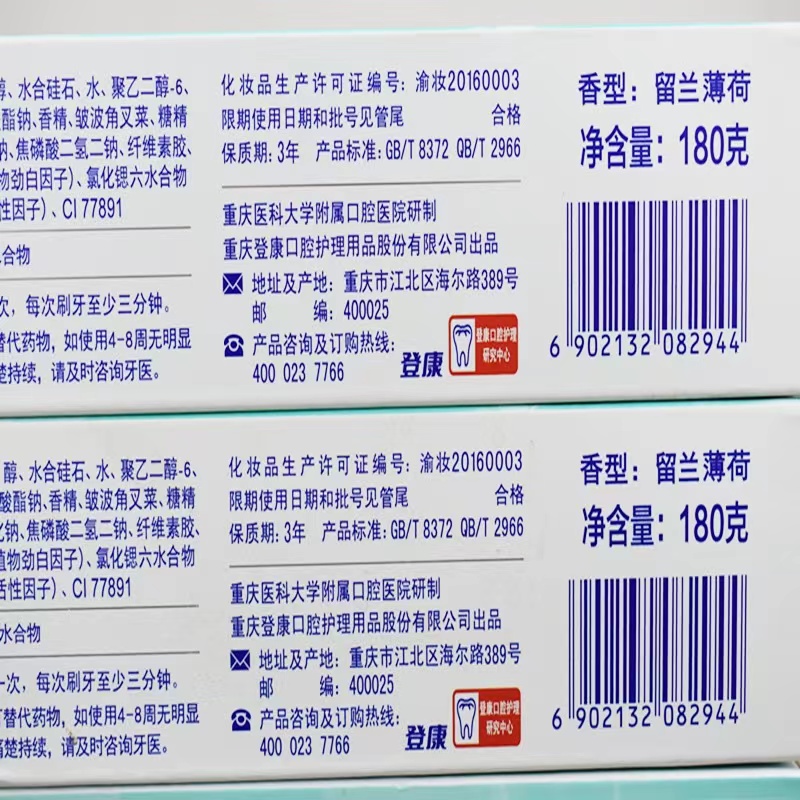 醇、水合硅石、水、聚乙二醇-6、
酯钠、香精、皱波角叉菜、糖精
钠、焦磷酸二氢二钠、纤维素胶、
物劲白因子)、氯化锶六水合物
性因子)、CI 77891
合物
次，每次刷牙至少三分钟。
替代药物，如使用4-8周无明显
楚持续，请及时咨询牙医。
化妆品生产许可证编号：渝妆20160003
限期使用日期和批号见管尾 合格
保质期：3年 产品标准：GB/T 8372 QB/T 2966
重庆医科大学附属口腔医院研制
重庆登康口腔护理用品股份有限公司出品
地址及产地：重庆市江北区海尔路389号
邮 编：400025
产品咨询及订购热线：
400 023 7766
登康
登康口腔护理
研究中心
香型：留兰薄荷
净含量：180克
6 902132 082944
醇、水合硅石、水、聚乙二醇-6、
酸酯钠、香精、皱波角叉菜、糖精
化钠、焦磷酸二氢二钠、纤维素胶、
植物劲白因子)、氯化锶六水合物
活性因子)、CI 77891
水合物
一次，每次刷牙至少三分钟。
可替代药物，如使用4-8周无明显
痛楚持续，请及时咨询牙医。
化妆品生产许可证编号：渝妆20160003
限期使用日期和批号见管尾 合格
保质期：3年 产品标准：GB/T 8372 QB/T 2966
重庆医科大学附属口腔医院研制
重庆登康口腔护理用品股份有限公司出品
地址及产地：重庆市江北区海尔路389号
邮 编：400025
产品咨询及订购热线：
400 023 7766
登康
登康口腔护理
研究中心
香型：留兰薄荷
净含量：180克
6 902132 082944